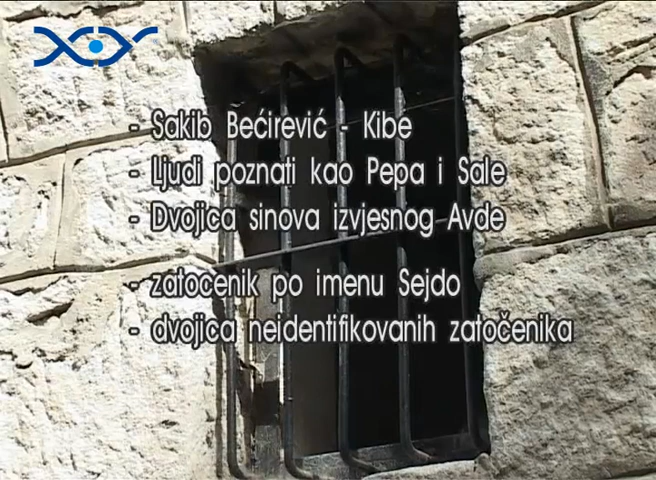 - Sakib Bećirević - Kibe
- Ljudi poznati kao Pepa i Sale
- Dvojica sinova izvjesnog Avde
- zatocenik po imenu Sejdo
- dvojica neidentifikovanih zatočenika